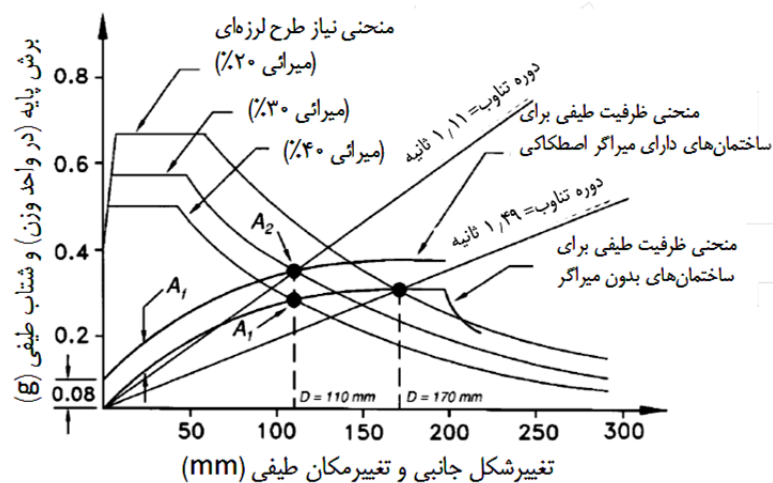 برش پایه (در واحد وزن) و شتاب طیفی (g)
منحنی نیاز طرح لرزه‌ای
(میرائی ۲۰٪)
(میرائی ۳۰٪)
(میرائی ۴۰٪)
دوره تناوب= ۱٫۱۱ ثانیه
منحنی ظرفیت طیفی برای
ساختمان‌های دارای میراگر اصطکاکی
دوره تناوب= ۱٫۴۹ ثانیه
منحنی ظرفیت طیفی برای
ساختمان‌های بدون میراگر
0.8
0.6
0.4
0.2
0.08
A2
Af
A1
D = 110 mm
D = 170 mm
50
100
150
200
250
300
تغییرشکل جانبی و تغییرمکان طیفی (mm)